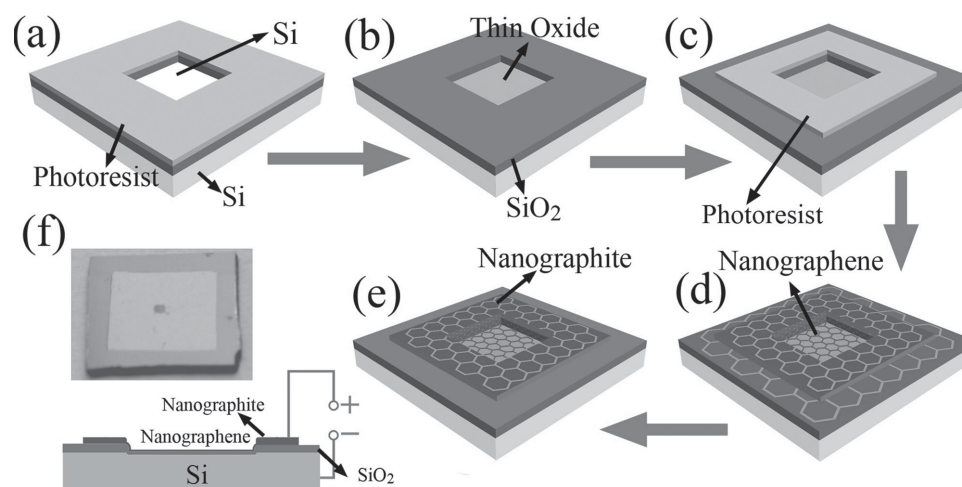 (a)
Si
Photoresist
Si
(b)
Thin Oxide
SiO2
(c)
Photoresist
(d)
Nanographene
(e)
Nanographite
(f)
Nanographite
Nanographene
+
−
Si
SiO2